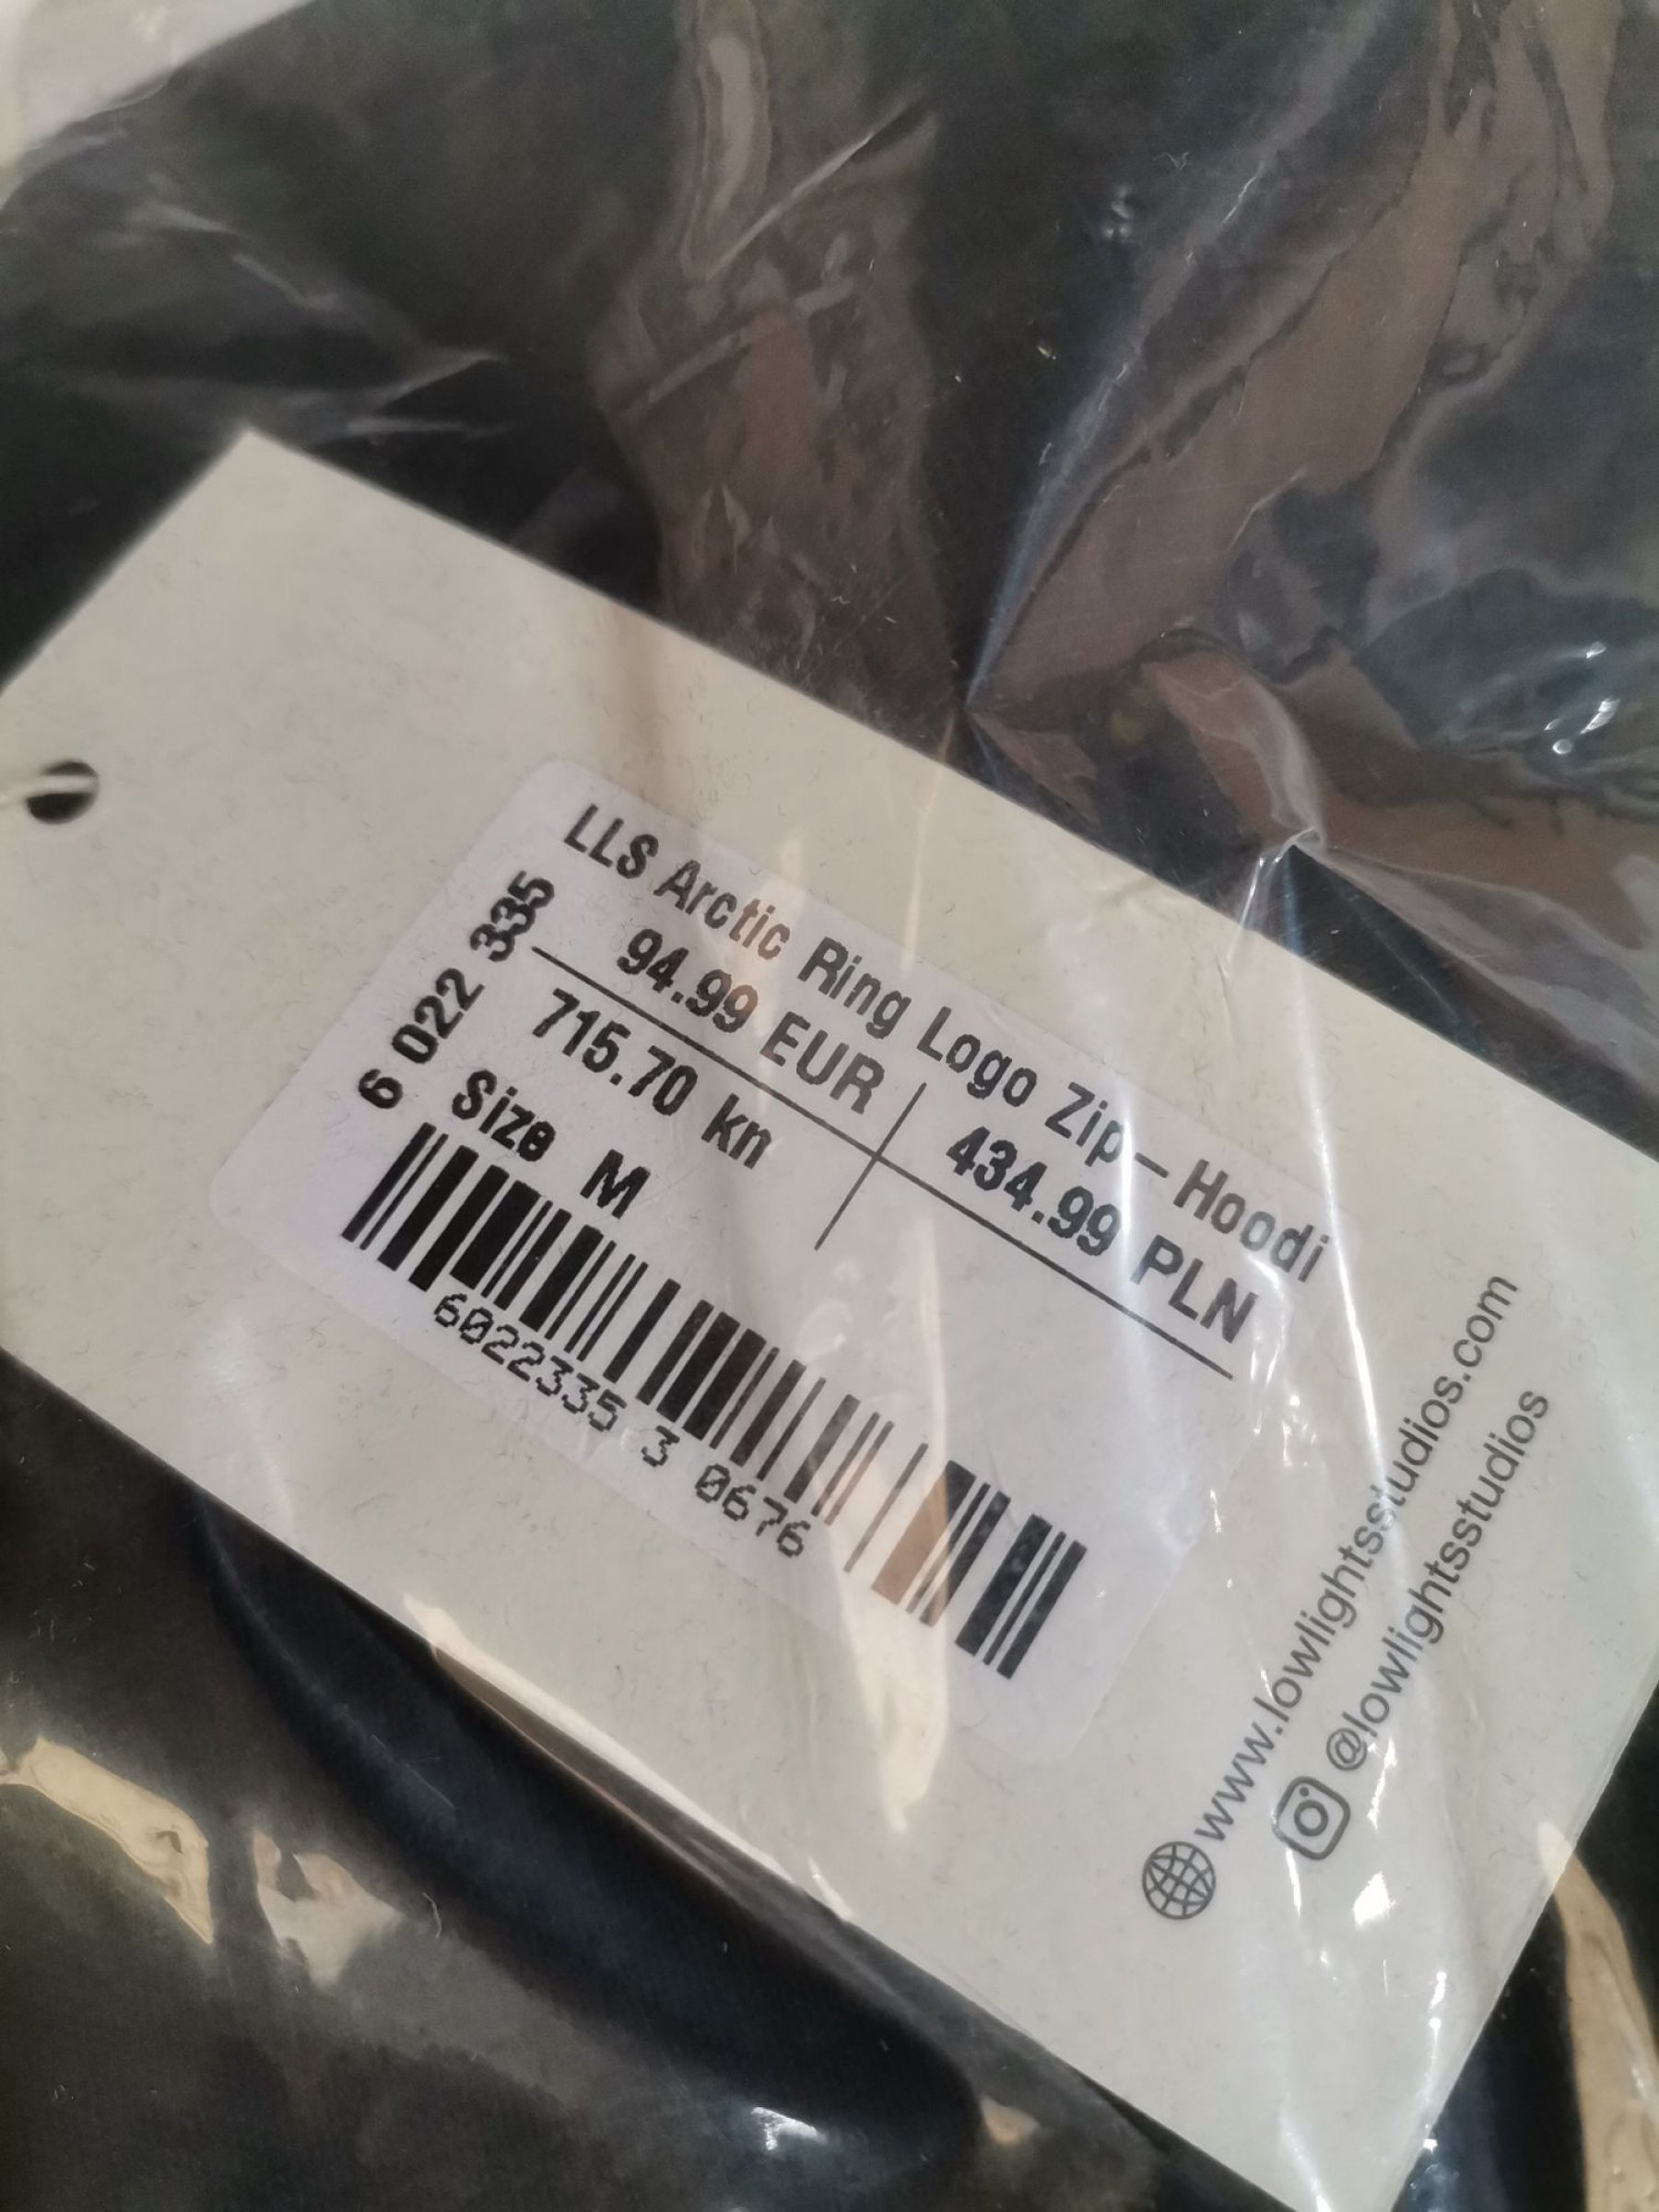 LLS Arctic Ring Logo Zip- Hoodi
94.99 EUR
434.99 PLN
715.70 kn
Size M
6 022 335
6022335 3 0676
www.lowlightsstudios.com
@lowlightsstudios